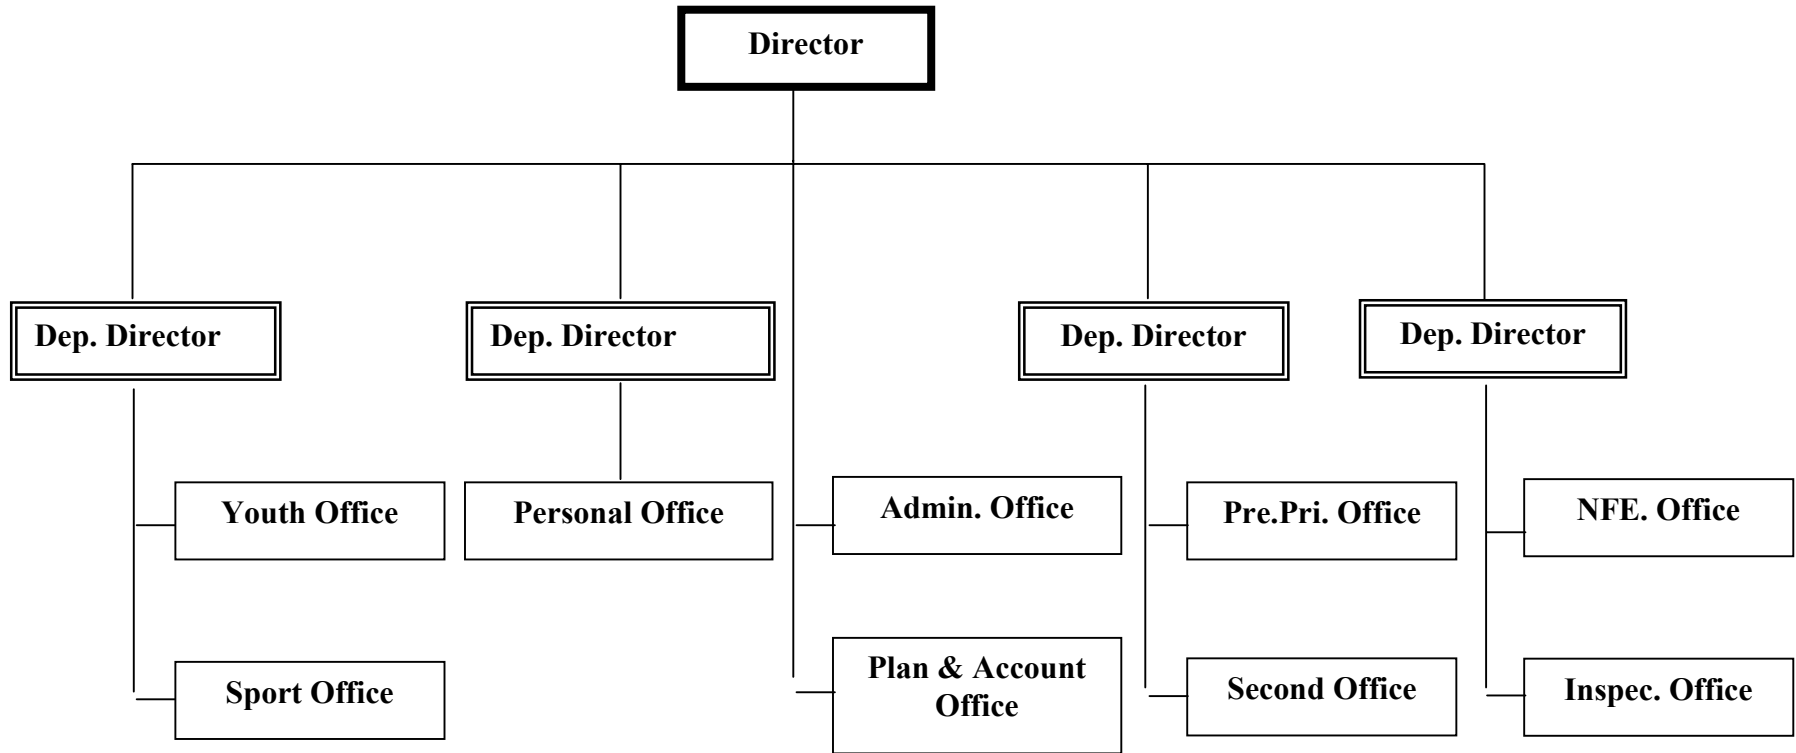 Director
Dep. Director
Dep. Director
Dep. Director
Dep. Director
Youth Office
Personal Office
Admin. Office
Pre.Pri. Office
NFE. Office
Sport Office
Plan & Account
Office
Second Office
Inspec. Office